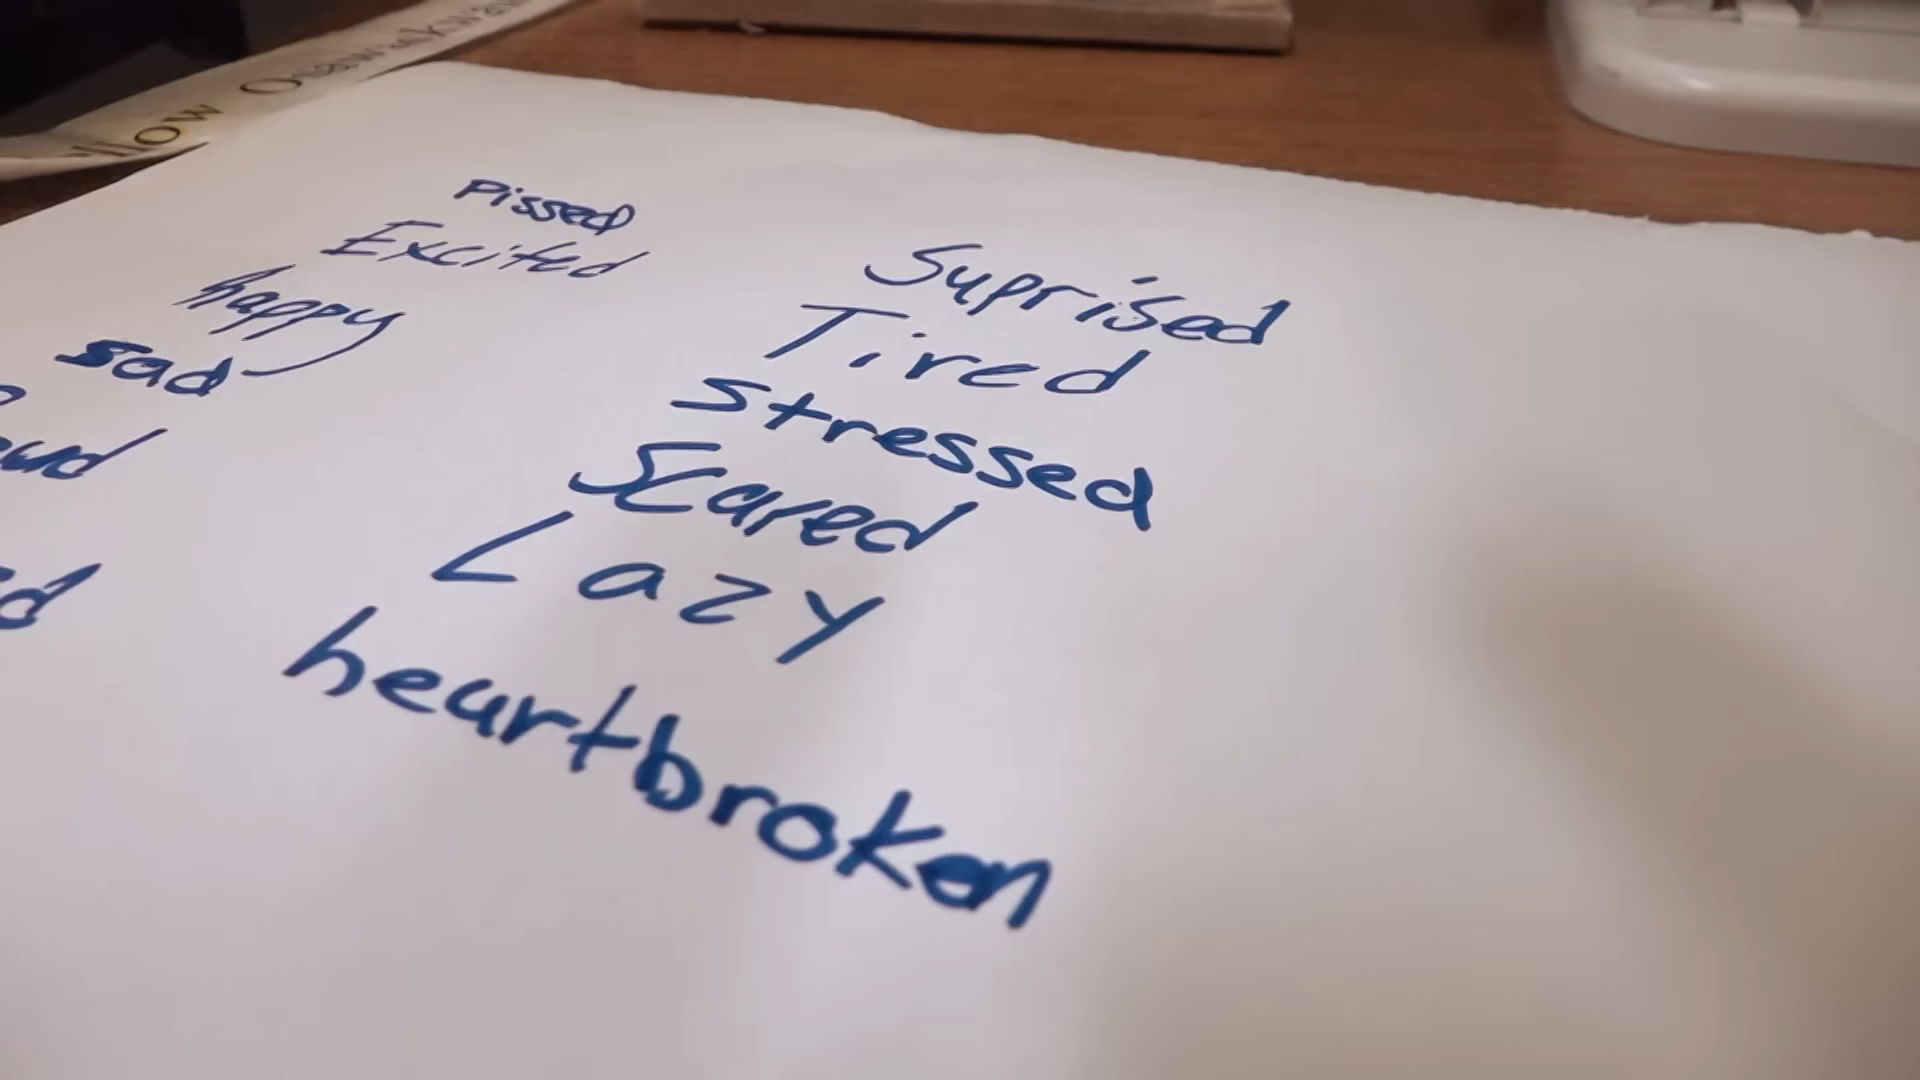 Pissed
Excited
happy
sad
Suprised
Tired
stressed
Scared
Lazy
heartbroken